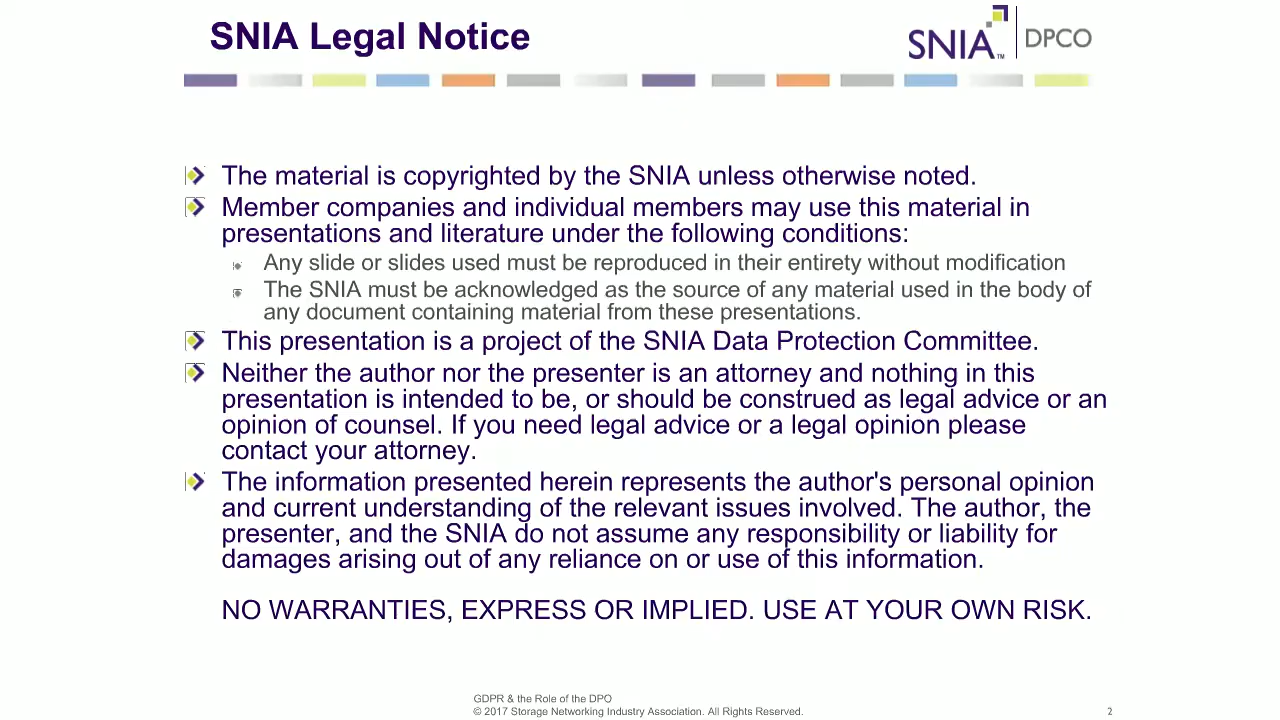 SNIA Legal Notice
SNIA™ DPCO
The material is copyrighted by the SNIA unless otherwise noted.
Member companies and individual members may use this material in
presentations and literature under the following conditions:
Any slide or slides used must be reproduced in their entirety without modification
The SNIA must be acknowledged as the source of any material used in the body of
any document containing material from these presentations.
This presentation is a project of the SNIA Data Protection Committee.
Neither the author nor the presenter is an attorney and nothing in this
presentation is intended to be, or should be construed as legal advice or an
opinion of counsel. If you need legal advice or a legal opinion please
contact your attorney.
The information presented herein represents the author's personal opinion
and current understanding of the relevant issues involved. The author, the
presenter, and the SNIA do not assume any responsibility or liability for
damages arising out of any reliance on or use of this information.
NO WARRANTIES, EXPRESS OR IMPLIED. USE AT YOUR OWN RISK.
GDPR & the Role of the DPO
© 2017 Storage Networking Industry Association. All Rights Reserved.
2